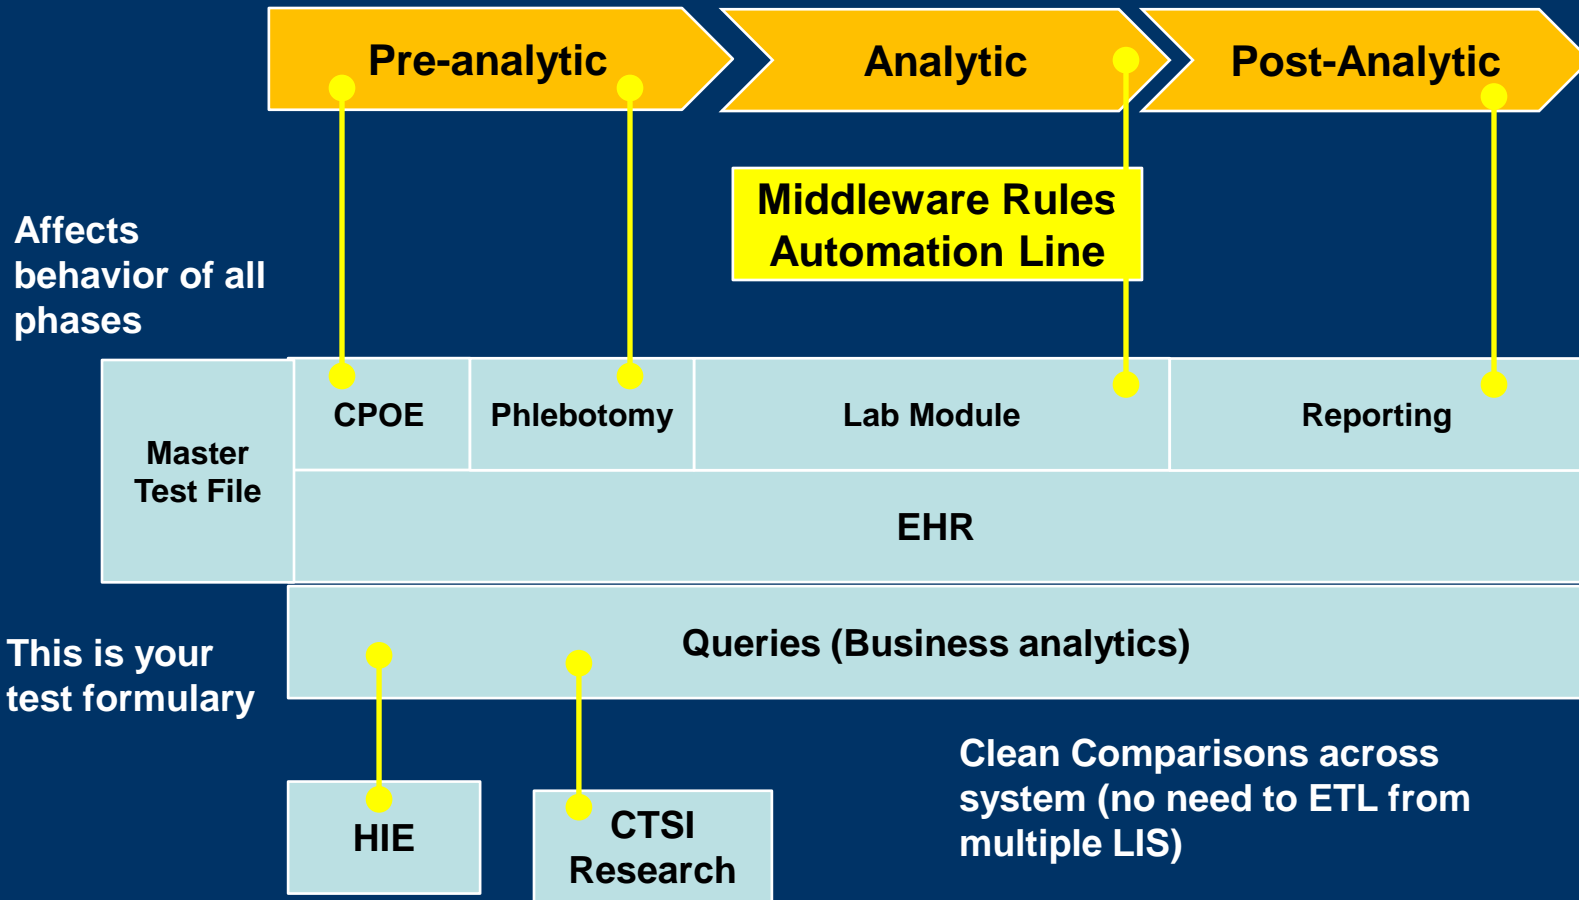 Pre-analytic
Analytic
Post-Analytic
Middleware Rules
Automation Line
Affects
behavior of all
phases
Master
Test File
CPOE
Phlebotomy
Lab Module
Reporting
EHR
Queries (Business analytics)
This is your
test formulary
HIE
CTSI
Research
Clean Comparisons across
system (no need to ETL from
multiple LIS)